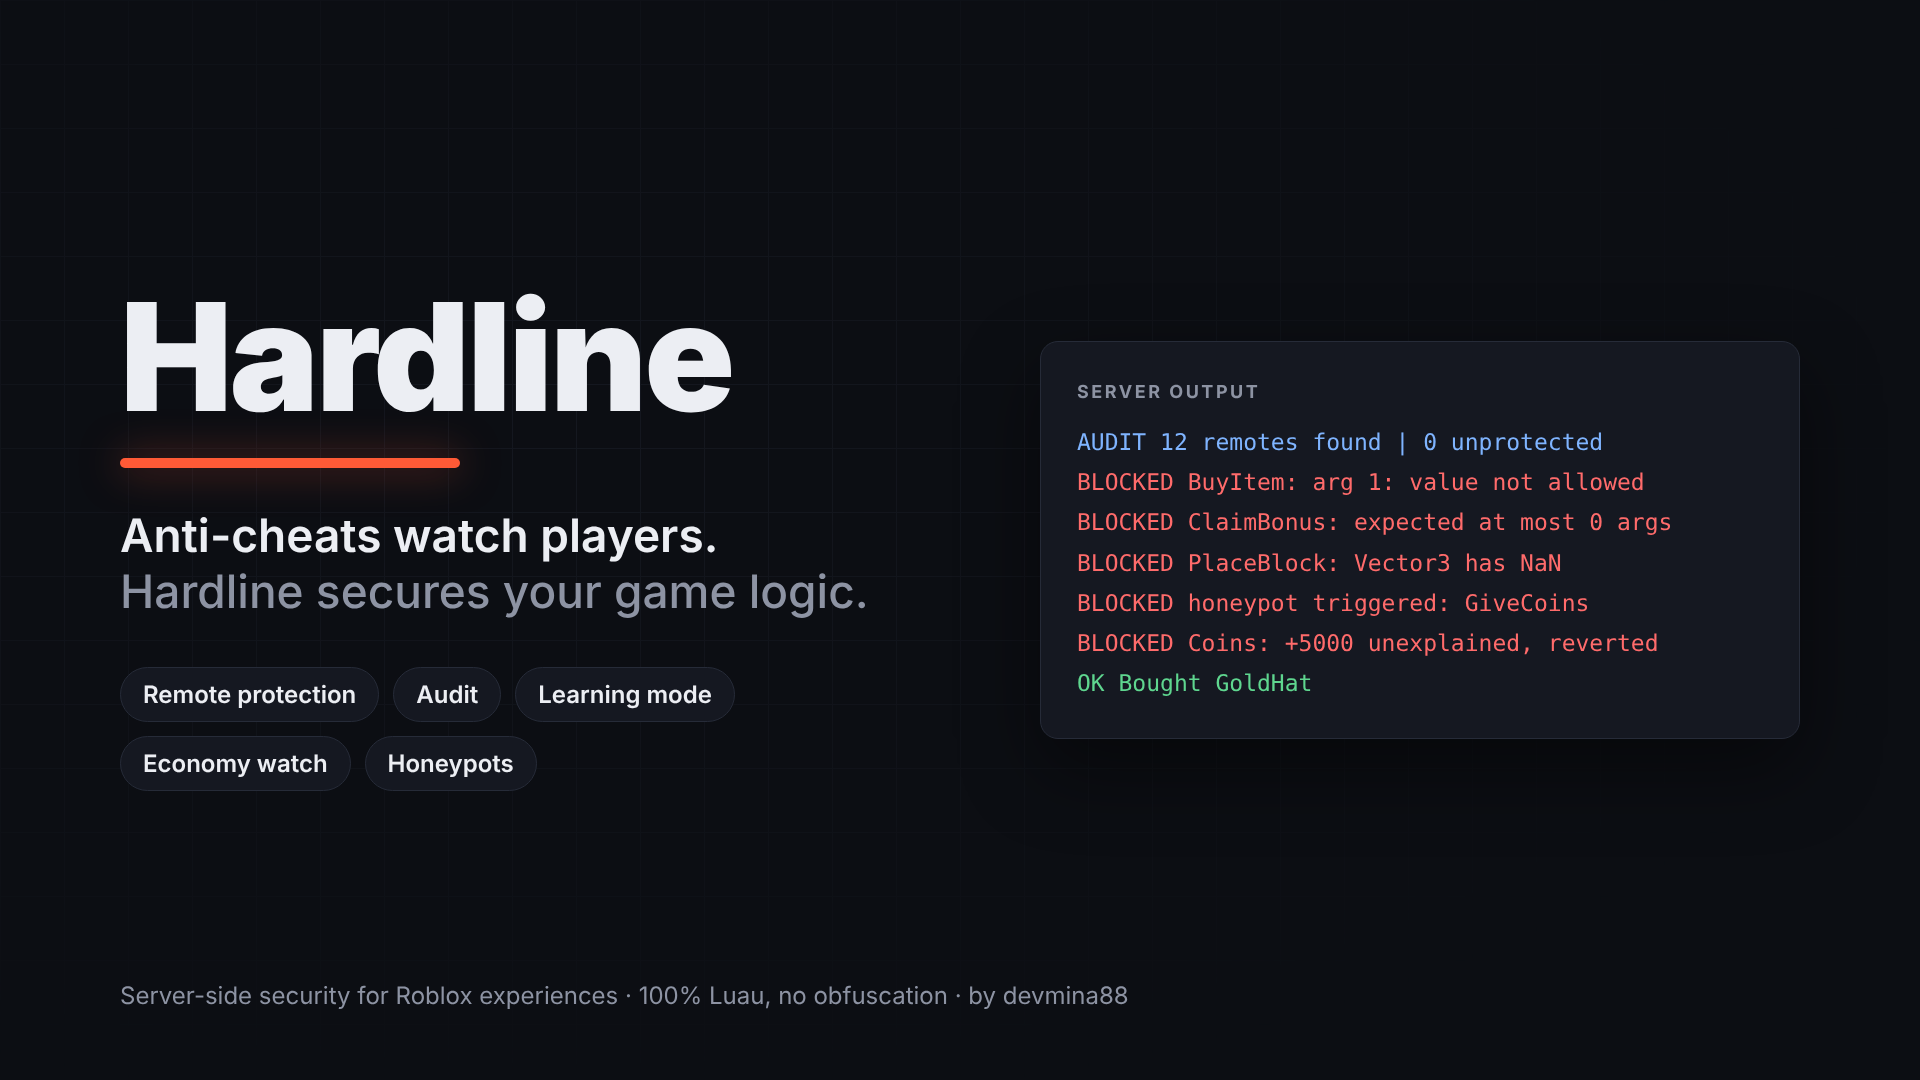 Hardline
Anti-cheats watch players.
Hardline secures your game logic.
Remote protection
Audit
Learning mode
Economy watch
Honeypots
SERVER OUTPUT
AUDIT 12 remotes found | 0 unprotected
BLOCKED BuyItem: arg 1: value not allowed
BLOCKED ClaimBonus: expected at most 0 args
BLOCKED PlaceBlock: Vector3 has NaN
BLOCKED honeypot triggered: GiveCoins
BLOCKED Coins: +5000 unexplained, reverted
OK Bought GoldHat
Server-side security for Roblox experiences · 100% Luau, no obfuscation · by devmina88